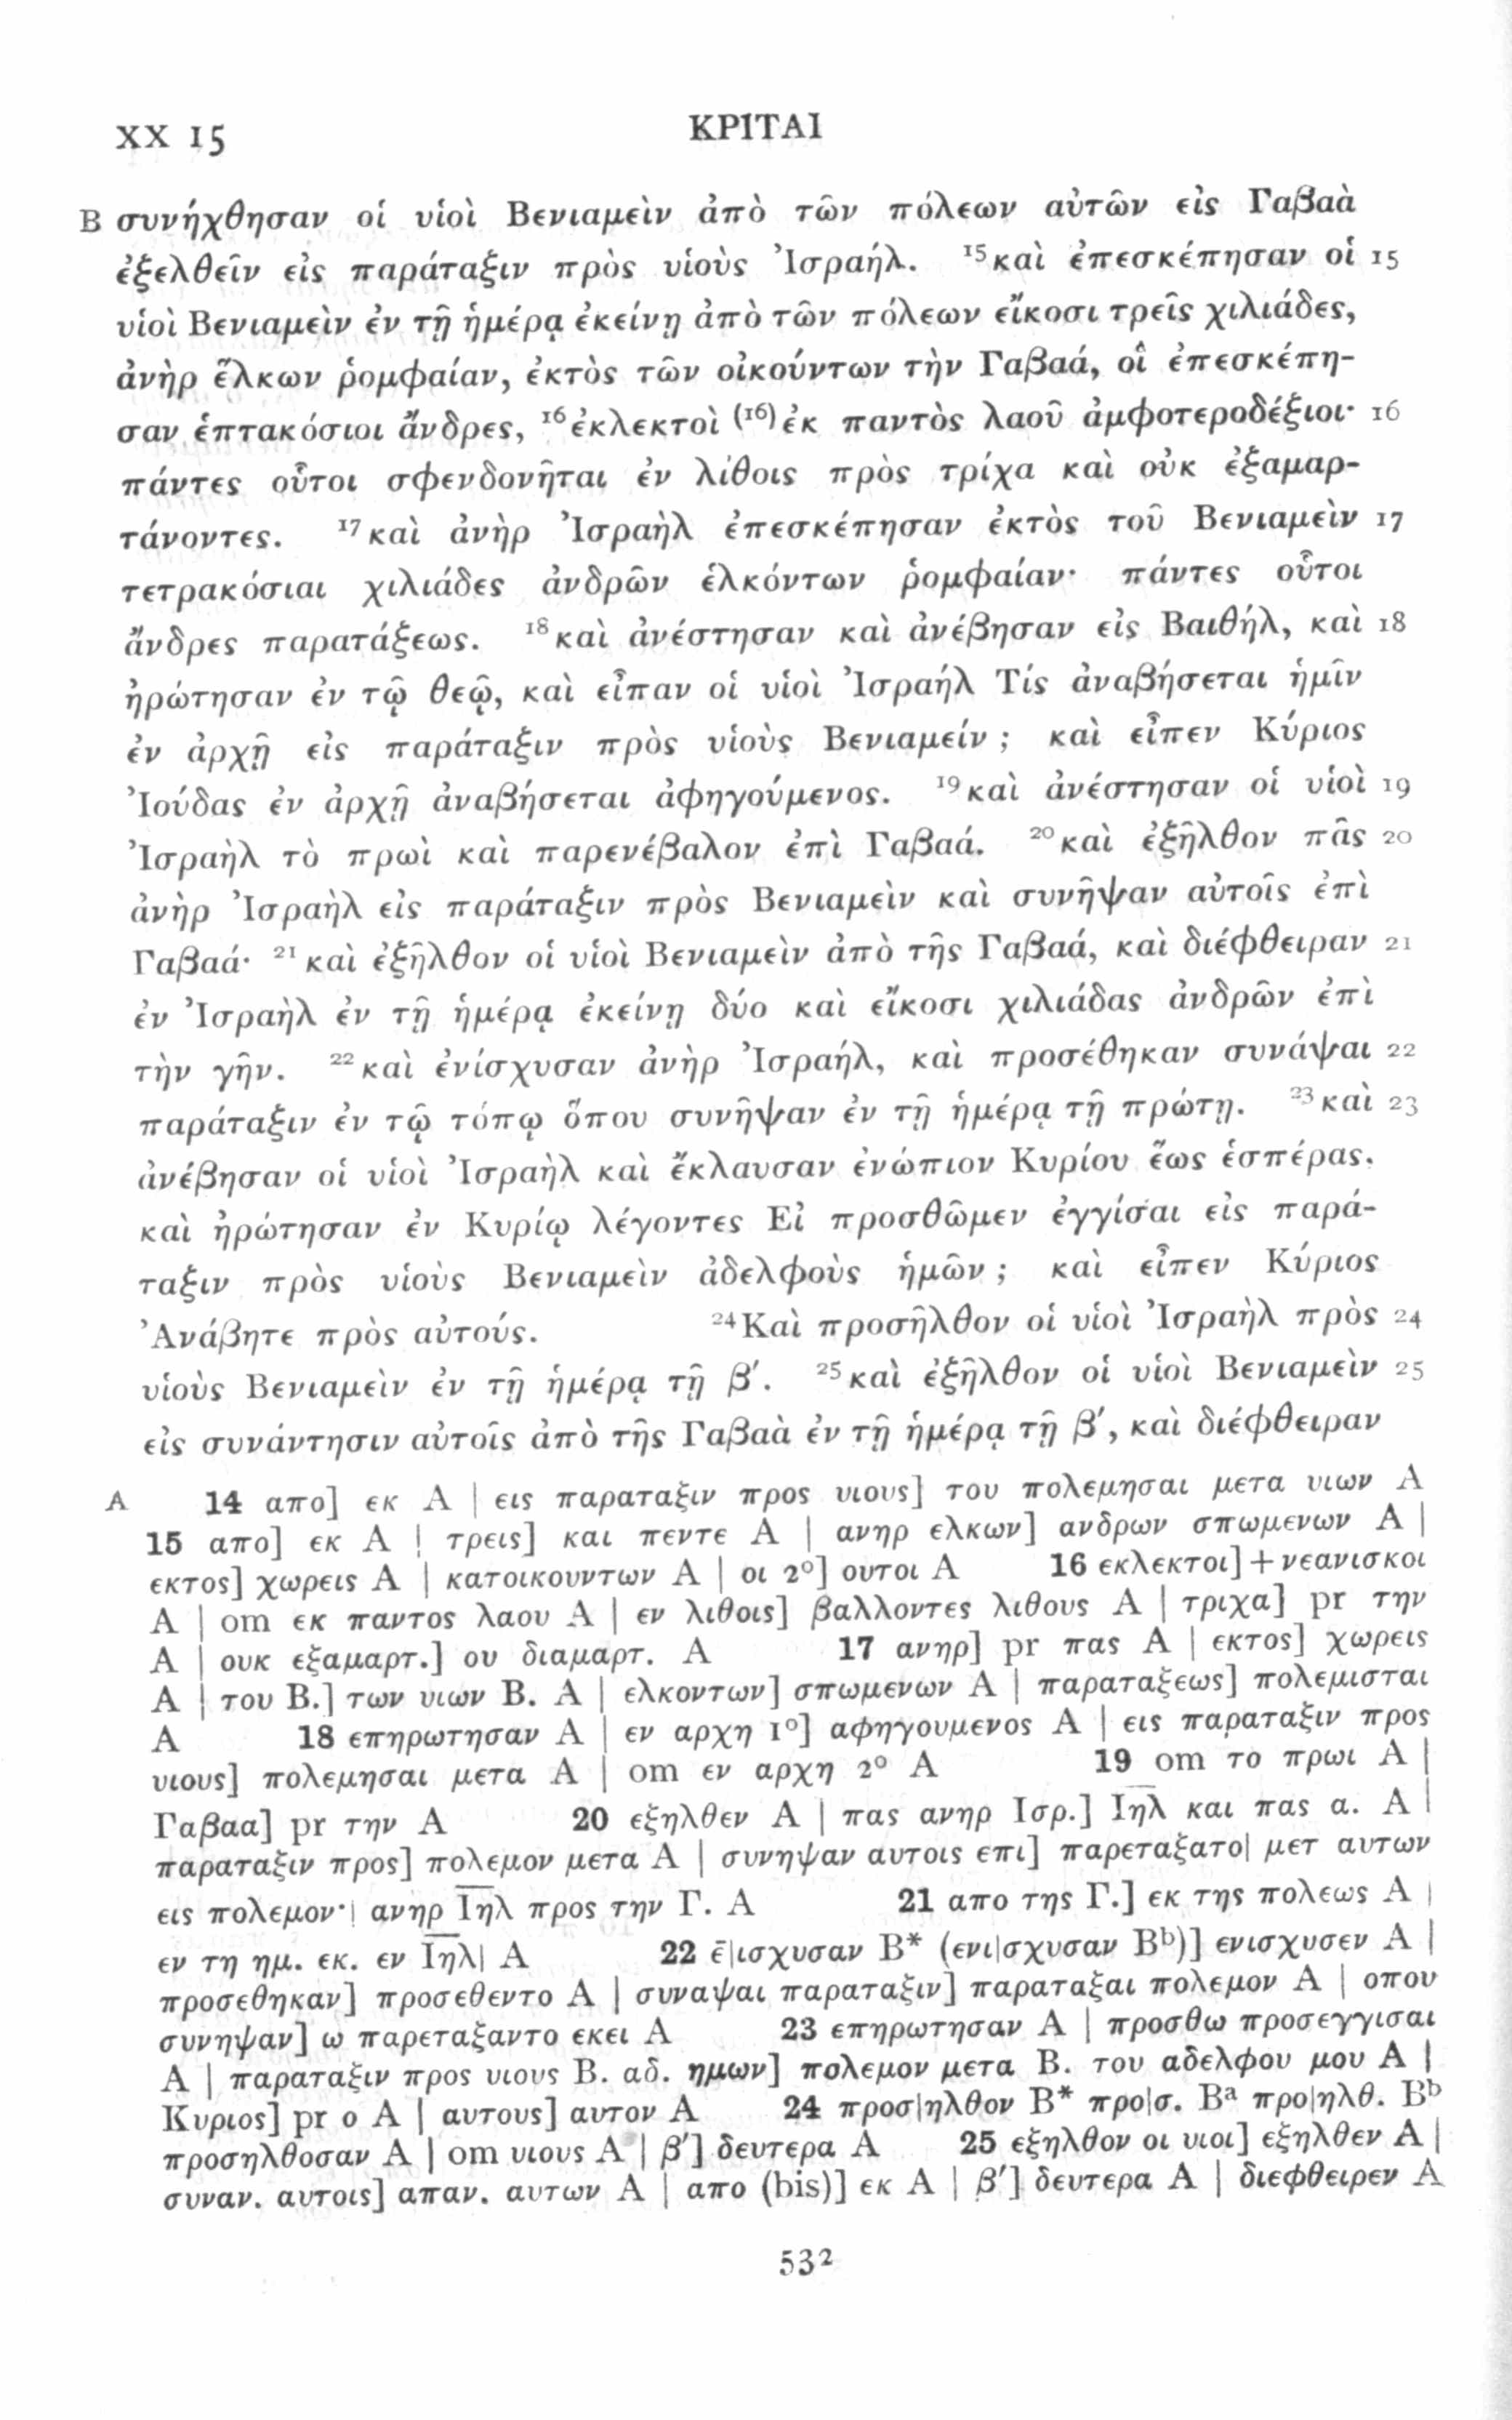 XX 15 ΚΡΙΤΑΙ
B συνήχθησαν οἱ υἱοὶ Βενιαμεὶν ἀπὸ τῶν πόλεων αὐτῶν εἰς Γαβαὰ
ἐξελθεῖν εἰς παράταξιν πρὸς υἱοὺς Ἰσραήλ. ¹⁵καὶ ἐπεσκέπησαν οἱ 15
υἱοὶ Βενιαμεὶν ἐν τῇ ἡμέρᾳ ἐκείνῃ ἀπὸ τῶν πόλεων εἴκοσι τρεῖς χιλιάδες,
ἀνὴρ ἕλκων ῥομφαίαν, ἐκτὸς τῶν οἰκούντων τὴν Γαβαά, οἳ ἐπεσκέπη-
σαν ἑπτακόσιοι ἄνδρες, ¹⁶ἐκλεκτοὶ ⁽¹⁶⁾ἐκ παντὸς λαοῦ ἀμφοτεροδέξιοι· 16
πάντες οὗτοι σφενδονῆται ἐν λίθοις πρὸς τρίχα καὶ οὐκ ἐξαμαρ-
τάνοντες. ¹⁷καὶ ἀνὴρ Ἰσραὴλ ἐπεσκέπησαν ἐκτὸς τοῦ Βενιαμεὶν 17
τετρακόσιαι χιλιάδες ἀνδρῶν ἑλκόντων ῥομφαίαν· πάντες οὗτοι
ἄνδρες παρατάξεως. ¹⁸καὶ ἀνέστησαν καὶ ἀνέβησαν εἰς Βαιθήλ, καὶ 18
ἠρώτησαν ἐν τῷ θεῷ, καὶ εἶπαν οἱ υἱοὶ Ἰσραήλ Τίς ἀναβήσεται ἡμῖν
ἐν ἀρχῇ εἰς παράταξιν πρὸς υἱοὺς Βενιαμείν ; καὶ εἶπεν Κύριος
Ἰούδας ἐν ἀρχῇ ἀναβήσεται ἀφηγούμενος. ¹⁹καὶ ἀνέστησαν οἱ υἱοὶ 19
Ἰσραὴλ τὸ πρωὶ καὶ παρενέβαλον ἐπὶ Γαβαά. ²⁰καὶ ἐξῆλθον πᾶς 20
ἀνὴρ Ἰσραὴλ εἰς παράταξιν πρὸς Βενιαμεὶν καὶ συνῆψαν αὐτοῖς ἐπὶ
Γαβαά· ²¹καὶ ἐξῆλθον οἱ υἱοὶ Βενιαμεὶν ἀπὸ τῆς Γαβαά, καὶ διέφθειραν 21
ἐν Ἰσραὴλ ἐν τῇ ἡμέρᾳ ἐκείνῃ δύο καὶ εἴκοσι χιλιάδας ἀνδρῶν ἐπὶ
τὴν γῆν. ²²καὶ ἐνίσχυσαν ἀνὴρ Ἰσραήλ, καὶ προσέθηκαν συνάψαι 22
παράταξιν ἐν τῷ τόπῳ ὅπου συνῆψαν ἐν τῇ ἡμέρᾳ τῇ πρώτῃ. ²³καὶ 23
ἀνέβησαν οἱ υἱοὶ Ἰσραὴλ καὶ ἔκλαυσαν ἐνώπιον Κυρίου ἕως ἑσπέρας.
καὶ ἠρώτησαν ἐν Κυρίῳ λέγοντες Εἰ προσθῶμεν ἐγγίσαι εἰς παρά-
ταξιν πρὸς υἱοὺς Βενιαμεὶν ἀδελφοὺς ἡμῶν ; καὶ εἶπεν Κύριος
Ἀνάβητε πρὸς αὐτούς. ²⁴Καὶ προσῆλθον οἱ υἱοὶ Ἰσραὴλ πρὸς 24
υἱοὺς Βενιαμεὶν ἐν τῇ ἡμέρᾳ τῇ β΄. ²⁵καὶ ἐξῆλθον οἱ υἱοὶ Βενιαμεὶν 25
εἰς συνάντησιν αὐτοῖς ἀπὸ τῆς Γαβαὰ ἐν τῇ ἡμέρᾳ τῇ β΄, καὶ διέφθειραν
A 14 απο] εκ A | εις παραταξιν προς υιους] του πολεμησαι μετα υιων A
15 απο] εκ A | τρεις] και πεντε A | ανηρ ελκων] ανδρων σπωμενων A |
εκτος] χωρεις A | κατοικουντων A | οι 2º] ουτοι A 16 εκλεκτοι] + νεανισκοι
A | om εκ παντος λαου A | εν λιθοις] βαλλοντες λιθους A | τριχα] pr την
A | ουκ εξαμαρτ.] ου διαμαρτ. A 17 ανηρ] pr πας A | εκτος] χωρεις
A | του B.] των υιων B. A | ελκοντων] σπωμενων A | παραταξεως] πολεμισται
A 18 επηρωτησαν A | εν αρχη 1º] αφηγουμενος A | εις παραταξιν προς
υιους] πολεμησαι μετα A | om εν αρχη 2º A 19 om το πρωι A |
Γαβαα] pr την A 20 εξηλθεν A | πας ανηρ Ισρ.] Ιη̅λ̅ και πας α. A |
παραταξιν προς] πολεμον μετα A | συνηψαν αυτοις επι] παρεταξατο| μετ αυτων
εις πολεμον·| ανηρ Ιη̅λ̅ προς την Γ. A 21 απο της Γ.] εκ της πολεως A |
εν τη ημ. εκ. εν Ιη̅λ̅| A 22 ε̅|ισχυσαν B* (ενι|σχυσαν Bᵇ)] ενισχυσεν A |
προσεθηκαν] προσεθεντο A | συναψαι παραταξιν] παραταξαι πολεμον A | οπου
συνηψαν] ω παρεταξαντο εκει A 23 επηρωτησαν A | προσθω προσεγγισαι
A | παραταξιν προς υιους B. αδ. ημων] πολεμον μετα B. του αδελφου μου A |
Κυριος] pr ο A | αυτους] αυτον A 24 προσ|ηλθον B* προ|σ. Bᵃ προ|ηλθ. Bᵇ
προσηλθοσαν A | om υιους A | β΄] δευτερα A 25 εξηλθον οι υιοι] εξηλθεν A |
συναν. αυτοις] απαν. αυτων A | απο (bis)] εκ A | β΄] δευτερα A | διεφθειρεν A
532